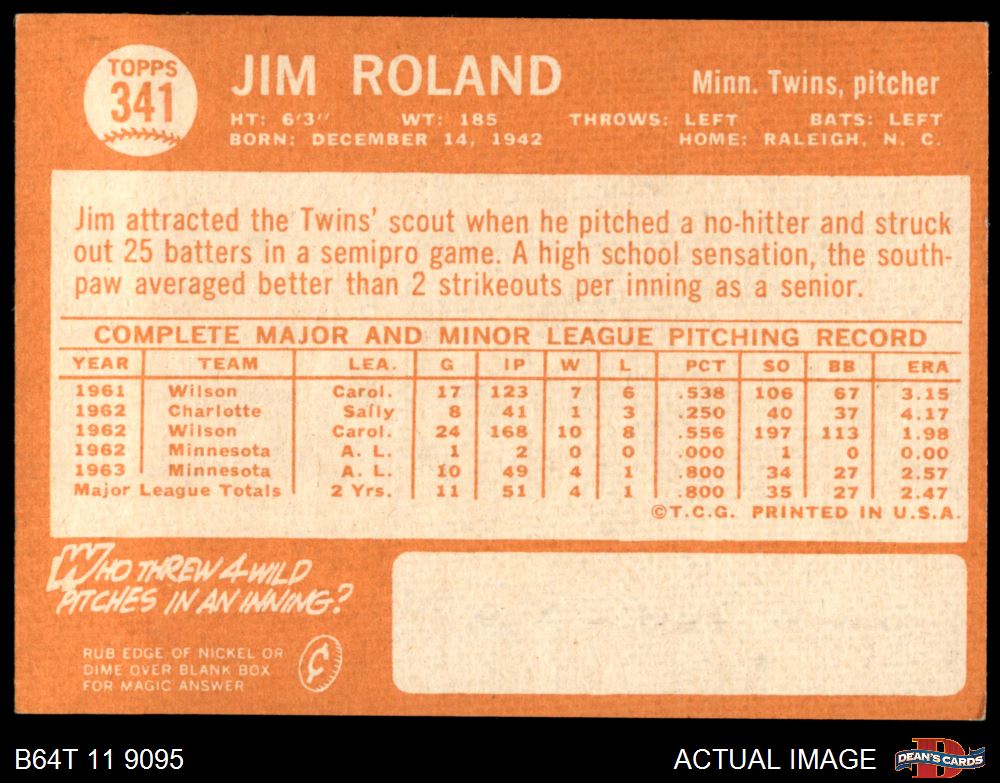 TOPPS
341
JIM ROLAND
Minn. Twins, pitcher
HT: 6'3" WT: 185 THROWS: LEFT BATS: LEFT
BORN: DECEMBER 14, 1942 HOME: RALEIGH, N. C.
Jim attracted the Twins' scout when he pitched a no-hitter and struck
out 25 batters in a semipro game. A high school sensation, the south-
paw averaged better than 2 strikeouts per inning as a senior.
COMPLETE MAJOR AND MINOR LEAGUE PITCHING RECORD
YEAR TEAM LEA. G IP W L PCT SO BB ERA
1961 Wilson Carol. 17 123 7 6 .538 106 67 3.15
1962 Charlotte Sally 8 41 1 3 .250 40 37 4.17
1962 Wilson Carol. 24 168 10 8 .556 197 113 1.98
1962 Minnesota A. L. 1 2 0 0 .000 1 0 0.00
1963 Minnesota A. L. 10 49 4 1 .800 34 27 2.57
Major League Totals 2 Yrs. 11 51 4 1 .800 35 27 2.47
©T.C.G. PRINTED IN U.S.A.
WHO THREW 4 WILD
PITCHES IN AN INNING?
RUB EDGE OF NICKEL OR
DIME OVER BLANK BOX
FOR MAGIC ANSWER
¢
B64T 11 9095
ACTUAL IMAGE
D
DEAN'S CARDS